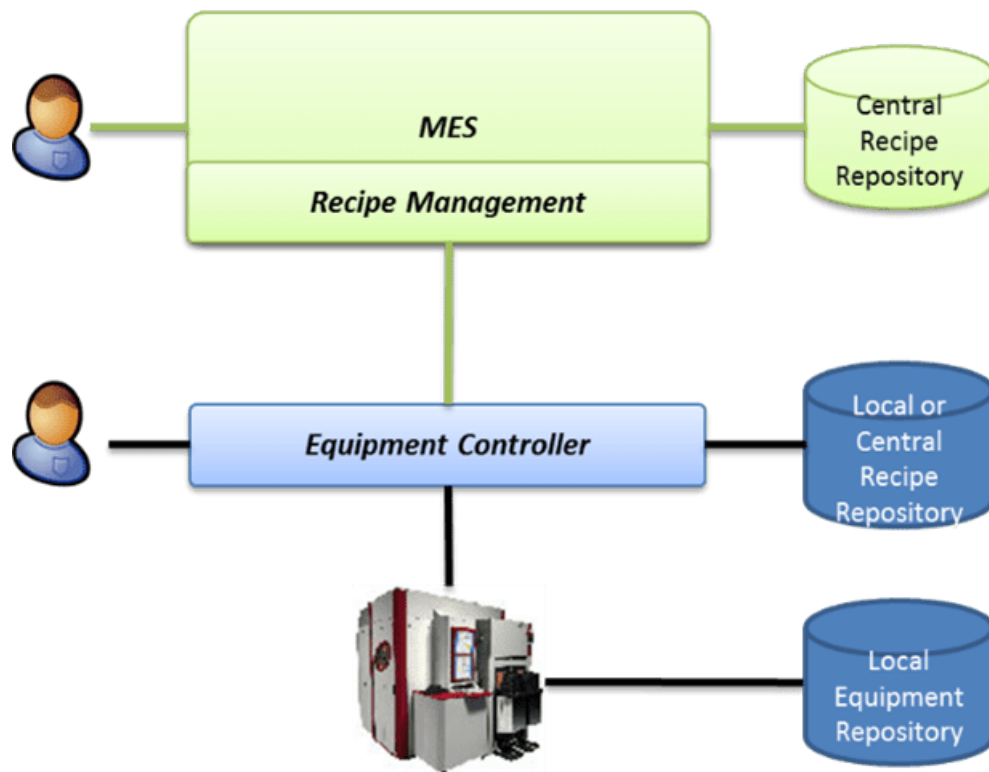 MES
Central
Recipe
Repository
Recipe Management
Equipment Controller
Local or
Central
Recipe
Repository
Local
Equipment
Repository